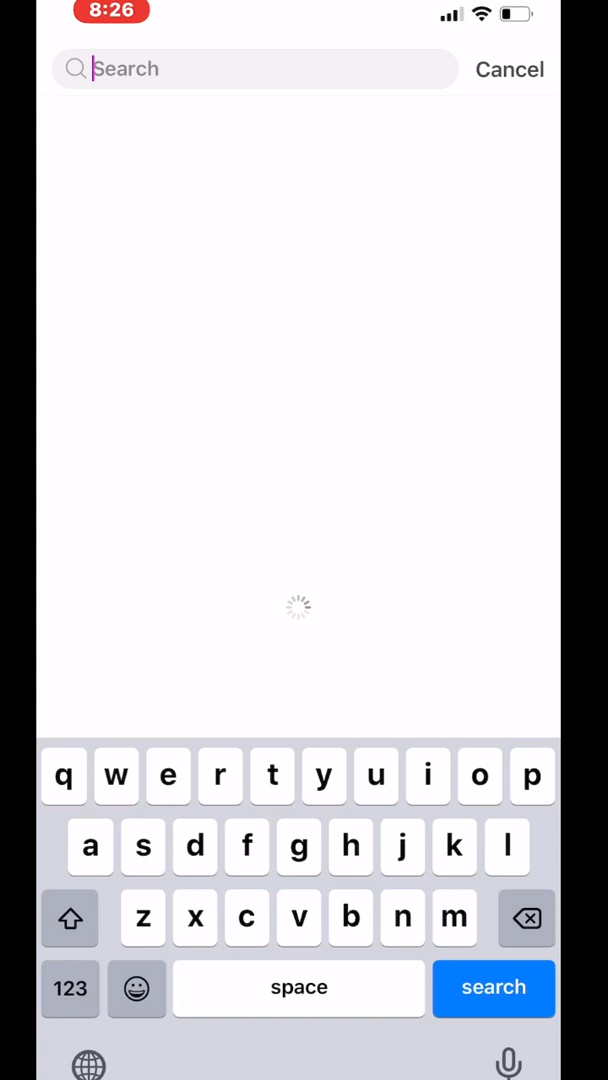 8:26
Search
Cancel
q w e r t y u i o p
a s d f g h j k l
z x c v b n m
123 space search